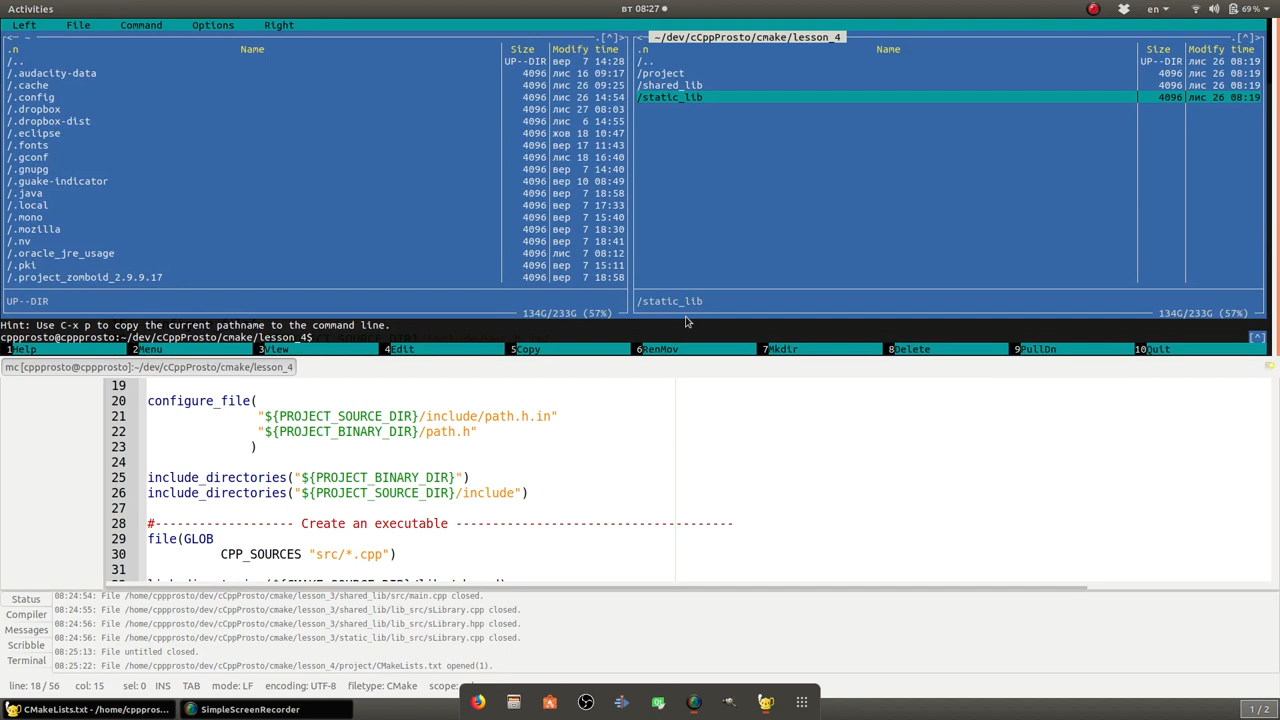 Activities
вт 08:27
en
69 %
Left File Command Options Right
<− ~ .[^]>
.n Name Size Modify time
/.. UP--DIR вер 7 14:28
/.audacity-data 4096 лис 16 09:17
/.cache 4096 лис 26 09:25
/.config 4096 лис 26 14:54
/.dropbox 4096 лис 27 08:03
/.dropbox-dist 4096 лис 6 14:55
/.eclipse 4096 жов 18 10:47
/.fonts 4096 вер 17 11:43
/.gconf 4096 лис 18 16:40
/.gnupg 4096 вер 7 14:40
/.guake-indicator 4096 вер 10 08:49
/.java 4096 вер 7 18:58
/.local 4096 вер 7 17:33
/.mono 4096 вер 7 15:40
/.mozilla 4096 вер 7 18:30
/.nv 4096 вер 7 18:41
/.oracle_jre_usage 4096 лис 7 08:12
/.pki 4096 вер 7 15:11
/.project_zomboid_2.9.9.17 4096 вер 7 18:58
UP--DIR
134G/233G (57%)
<− ~/dev/cCppProsto/cmake/lesson_4 .[^]>
.n Name Size Modify time
/.. UP--DIR лис 26 08:19
/project 4096 лис 26 08:19
/shared_lib 4096 лис 26 08:19
/static_lib 4096 лис 26 08:19
/static_lib
134G/233G (57%)
Hint: Use C-x p to copy the current pathname to the command line.
cppprosto@cppprosto:~/dev/cCppProsto/cmake/lesson_4$ [^]
1Help 2Menu 3View 4Edit 5Copy 6RenMov 7Mkdir 8Delete 9PullDn 10Quit
mc [cppprosto@cppprosto]:~/dev/cCppProsto/cmake/lesson_4
19
20 configure_file(
21 "${PROJECT_SOURCE_DIR}/include/path.h.in"
22 "${PROJECT_BINARY_DIR}/path.h"
23 )
24
25 include_directories("${PROJECT_BINARY_DIR}")
26 include_directories("${PROJECT_SOURCE_DIR}/include")
27
28 #------------------ Create an executable ------------------------------------
29 file(GLOB
30 CPP_SOURCES "src/*.cpp")
31
Status
Compiler
Messages
Scribble
Terminal
08:24:54: File /home/cppprosto/dev/cCppProsto/cmake/lesson_3/shared_lib/src/main.cpp closed.
08:24:55: File /home/cppprosto/dev/cCppProsto/cmake/lesson_3/shared_lib/lib_src/sLibrary.cpp closed.
08:24:56: File /home/cppprosto/dev/cCppProsto/cmake/lesson_3/shared_lib/lib_src/sLibrary.hpp closed.
08:24:56: File /home/cppprosto/dev/cCppProsto/cmake/lesson_3/static_lib/lib_src/sLibrary.cpp closed.
08:25:13: File untitled closed.
08:25:22: File /home/cppprosto/dev/cCppProsto/cmake/lesson_4/project/CMakeLists.txt opened(1).
line: 18 / 56 col: 15 sel: 0 INS TAB mode: LF encoding: UTF-8 filetype: CMake scope:
CMakeLists.txt - /home/cpppros... SimpleScreenRecorder 1 / 2